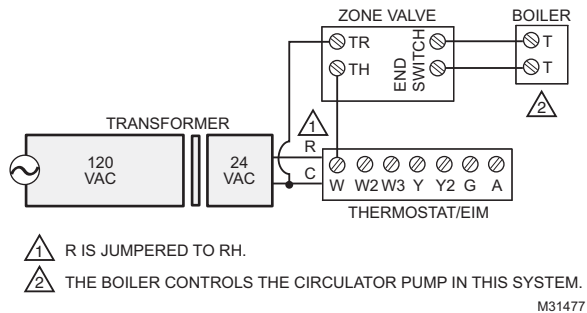 ZONE VALVE BOILER
TR
TH
END
SWITCH
T
T
2
TRANSFORMER
1
120
VAC
24
VAC
R
C
W W2 W3 Y Y2 G A
THERMOSTAT/EIM
1 R IS JUMPERED TO RH.
2 THE BOILER CONTROLS THE CIRCULATOR PUMP IN THIS SYSTEM.
M31477